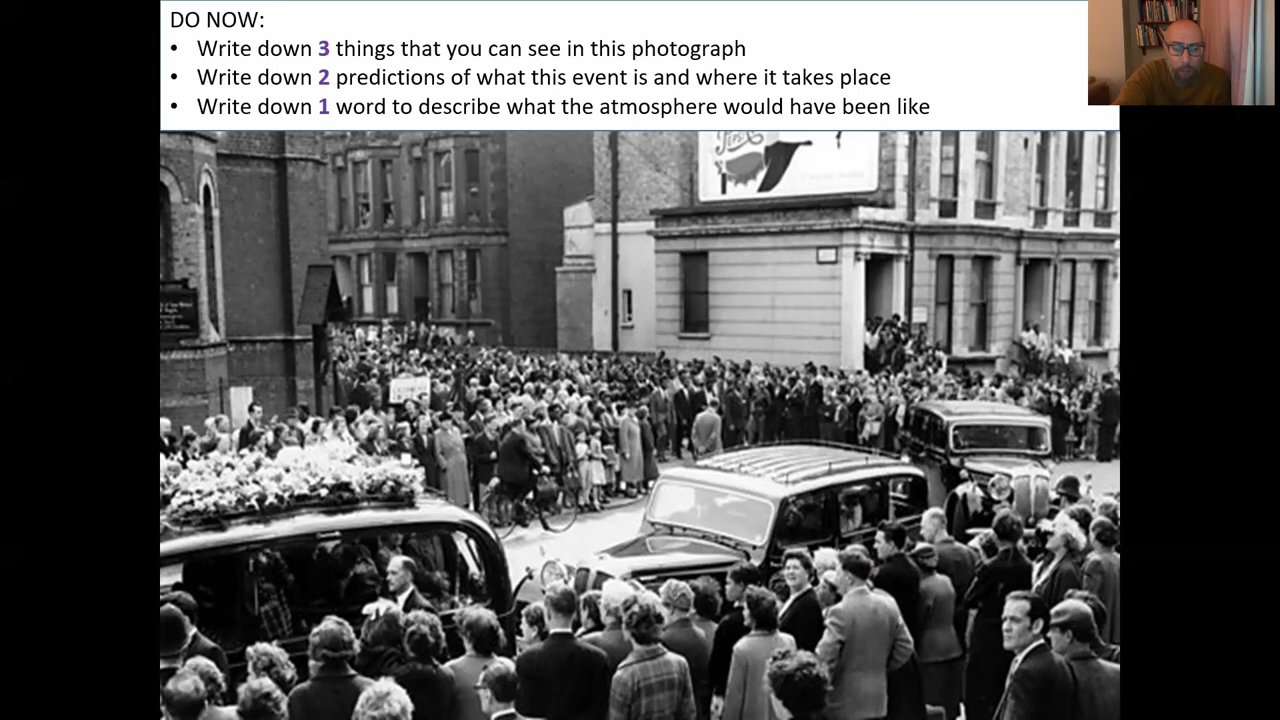 DO NOW:
• Write down 3 things that you can see in this photograph
• Write down 2 predictions of what this event is and where it takes place
• Write down 1 word to describe what the atmosphere would have been like